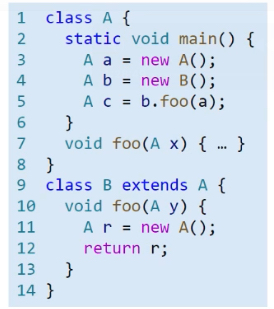 1 class A {
2   static void main() {
3     A a = new A();
4     A b = new B();
5     A c = b.foo(a);
6   }
7   void foo(A x) { … }
8 }
9 class B extends A {
10   void foo(A y) {
11     A r = new A();
12     return r;
13   }
14 }